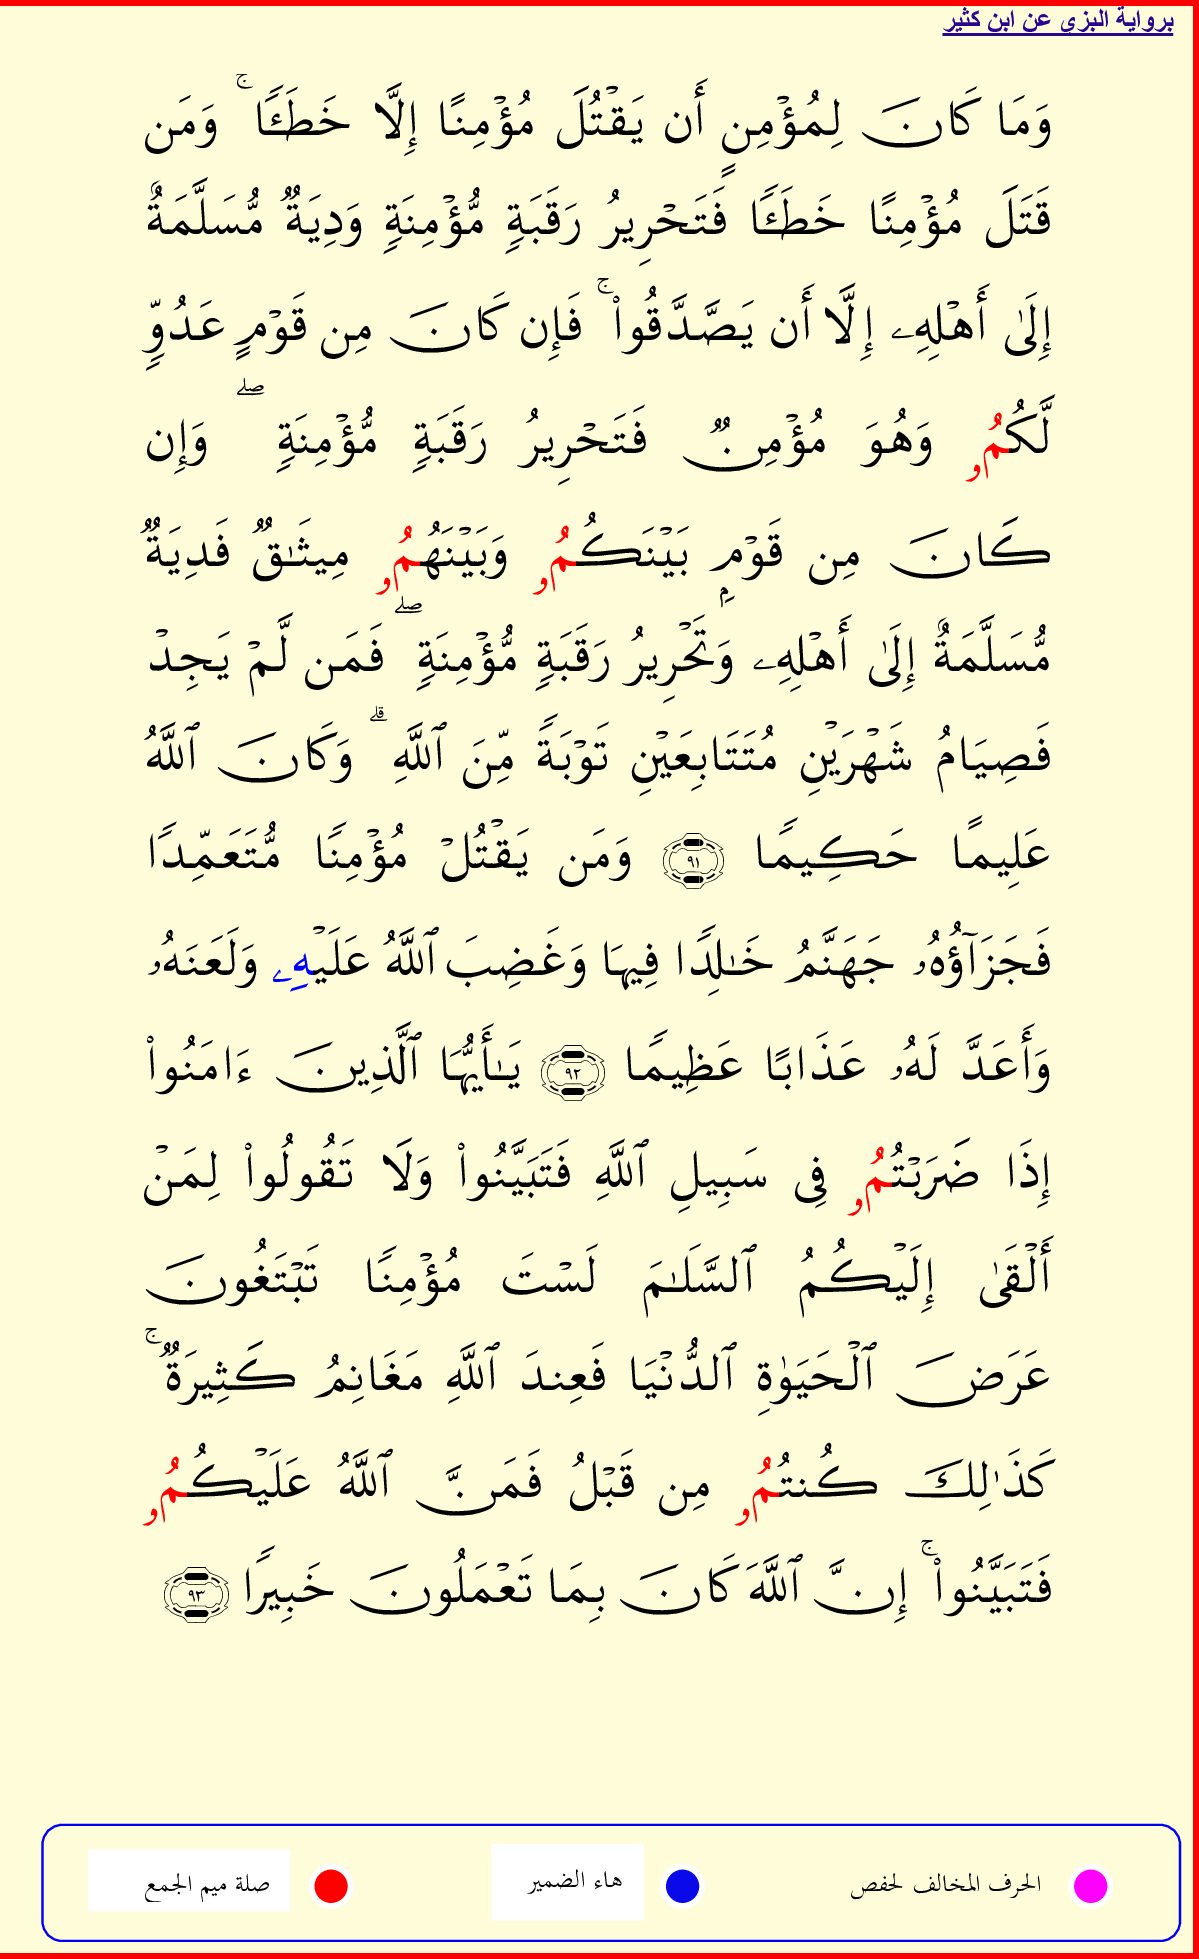 برواية البزي عن ابن كثير
وَمَا كَانَ لِمُؤْمِنٍ أَن يَقْتُلَ مُؤْمِنًا إِلَّا خَطَـًٔا ۚ وَمَن
قَتَلَ مُؤْمِنًا خَطَـًٔا فَتَحْرِيرُ رَقَبَةٍ مُّؤْمِنَةٍ وَدِيَةٌ مُّسَلَّمَةٌ
إِلَىٰ أَهْلِهِۦ إِلَّا أَن يَصَّدَّقُوا۟ ۚ فَإِن كَانَ مِن قَوْمٍ عَدُوٍّ
لَّكُمُۥ وَهُوَ مُؤْمِنٌ فَتَحْرِيرُ رَقَبَةٍ مُّؤْمِنَةٍ ۖ وَإِن
كَانَ مِن قَوْمٍۭ بَيْنَكُمُۥ وَبَيْنَهُمُۥ مِيثَـٰقٌ فَدِيَةٌ
مُّسَلَّمَةٌ إِلَىٰ أَهْلِهِۦ وَتَحْرِيرُ رَقَبَةٍ مُّؤْمِنَةٍ ۖ فَمَن لَّمْ يَجِدْ
فَصِيَامُ شَهْرَيْنِ مُتَتَابِعَيْنِ تَوْبَةً مِّنَ ٱللَّهِ ۗ وَكَانَ ٱللَّهُ
عَلِيمًا حَكِيمًا ٩١ وَمَن يَقْتُلْ مُؤْمِنًا مُّتَعَمِّدًا
فَجَزَآؤُهُۥ جَهَنَّمُ خَـٰلِدًا فِيهَا وَغَضِبَ ٱللَّهُ عَلَيْهِۦ وَلَعَنَهُۥ
وَأَعَدَّ لَهُۥ عَذَابًا عَظِيمًا ٩٢ يَـٰٓأَيُّهَا ٱلَّذِينَ ءَامَنُوا۟
إِذَا ضَرَبْتُمُۥ فِى سَبِيلِ ٱللَّهِ فَتَبَيَّنُوا۟ وَلَا تَقُولُوا۟ لِمَنْ
أَلْقَىٰ إِلَيْكُمُ ٱلسَّلَـٰمَ لَسْتَ مُؤْمِنًا تَبْتَغُونَ
عَرَضَ ٱلْحَيَوٰةِ ٱلدُّنْيَا فَعِندَ ٱللَّهِ مَغَانِمُ كَثِيرَةٌ ۚ
كَذَٰلِكَ كُنتُمُۥ مِن قَبْلُ فَمَنَّ ٱللَّهُ عَلَيْكُمُۥ
فَتَبَيَّنُوا۟ ۚ إِنَّ ٱللَّهَ كَانَ بِمَا تَعْمَلُونَ خَبِيرًا ٩٣
الحرف المخالف لحفص هاء الضمير صلة ميم الجمع